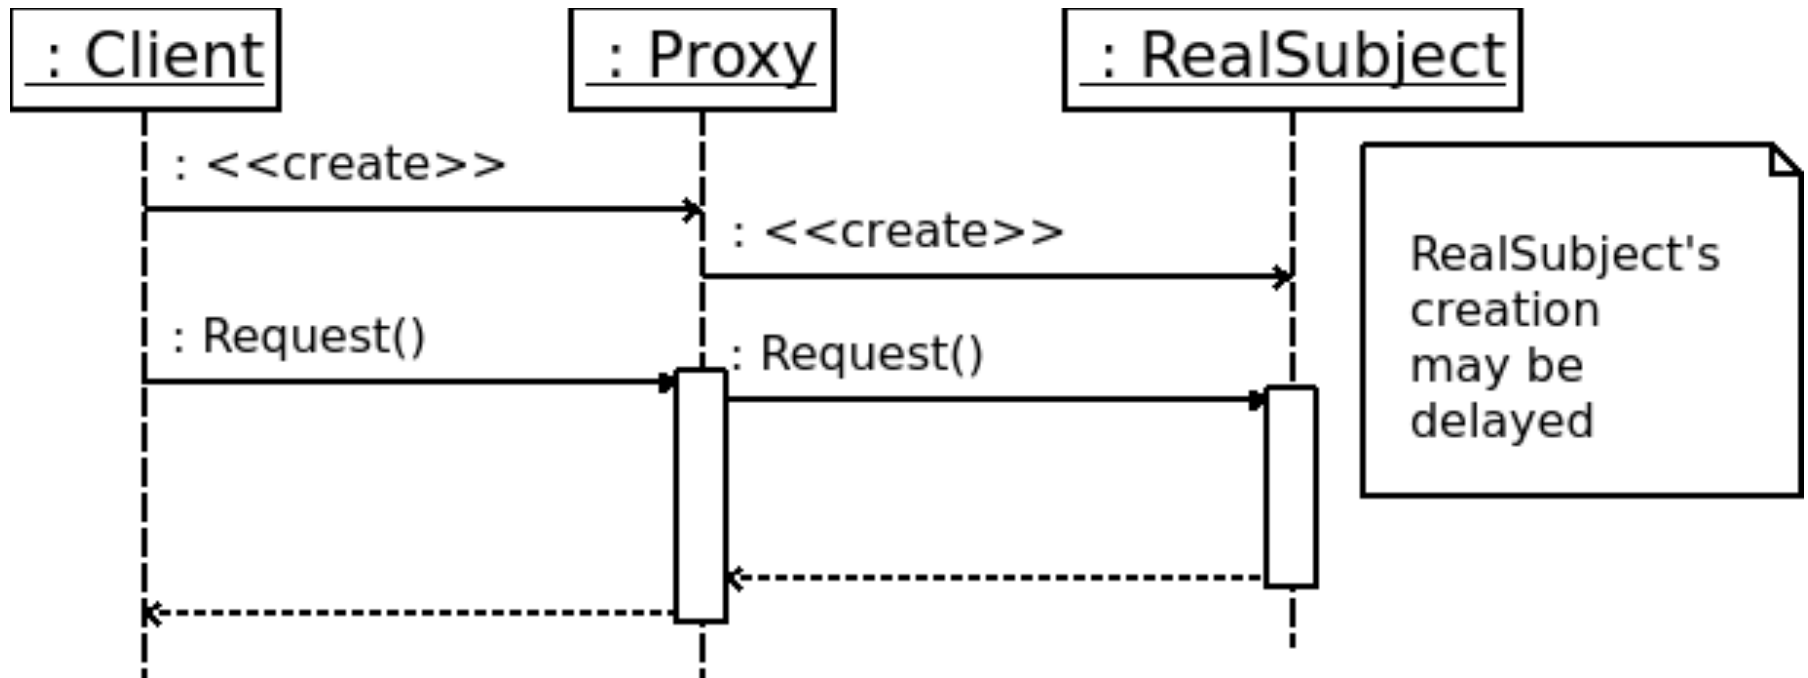 : Client
: Proxy
: RealSubject
: <<create>>
: <<create>>
: Request()
: Request()
RealSubject's
creation
may be
delayed